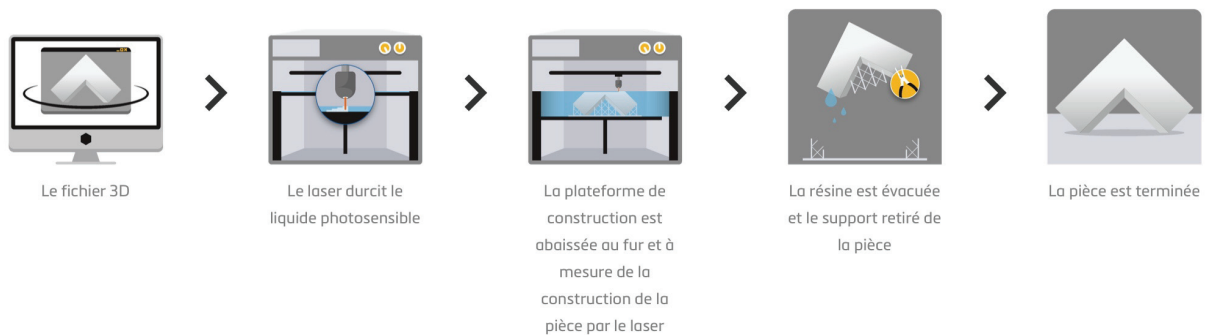 Le fichier 3D
Le laser durcit le
liquide photosensible
La plateforme de
construction est
abaissée au fur et à
mesure de la
construction de la
pièce par le laser
La résine est évacuée
et le support retiré de
la pièce
La pièce est terminée